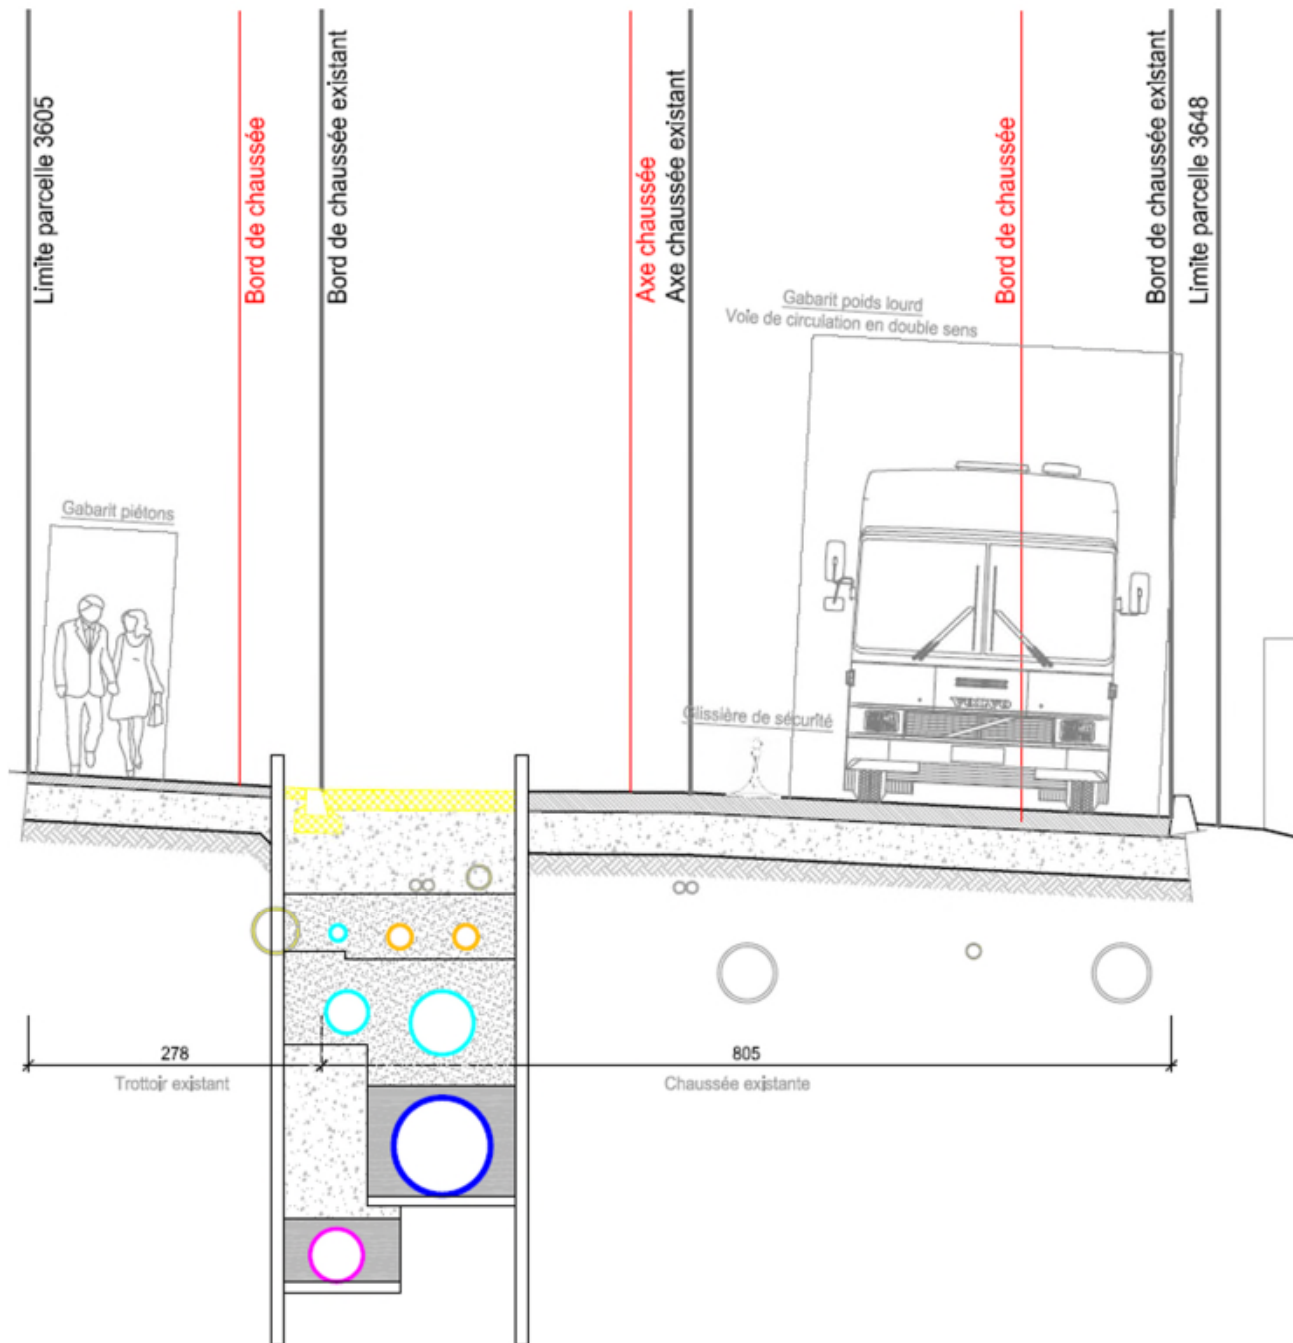 Limite parcelle 3605
Bord de chaussée
Bord de chaussée existant
Axe chaussée
Axe chaussée existant
Bord de chaussée
Bord de chaussée existant
Limite parcelle 3648
Gabarit poids lourd
Voie de circulation en double sens
Gabarit piétons
VOLVO
Glissière de sécurité
278
805
Trottoir existant
Chaussée existante